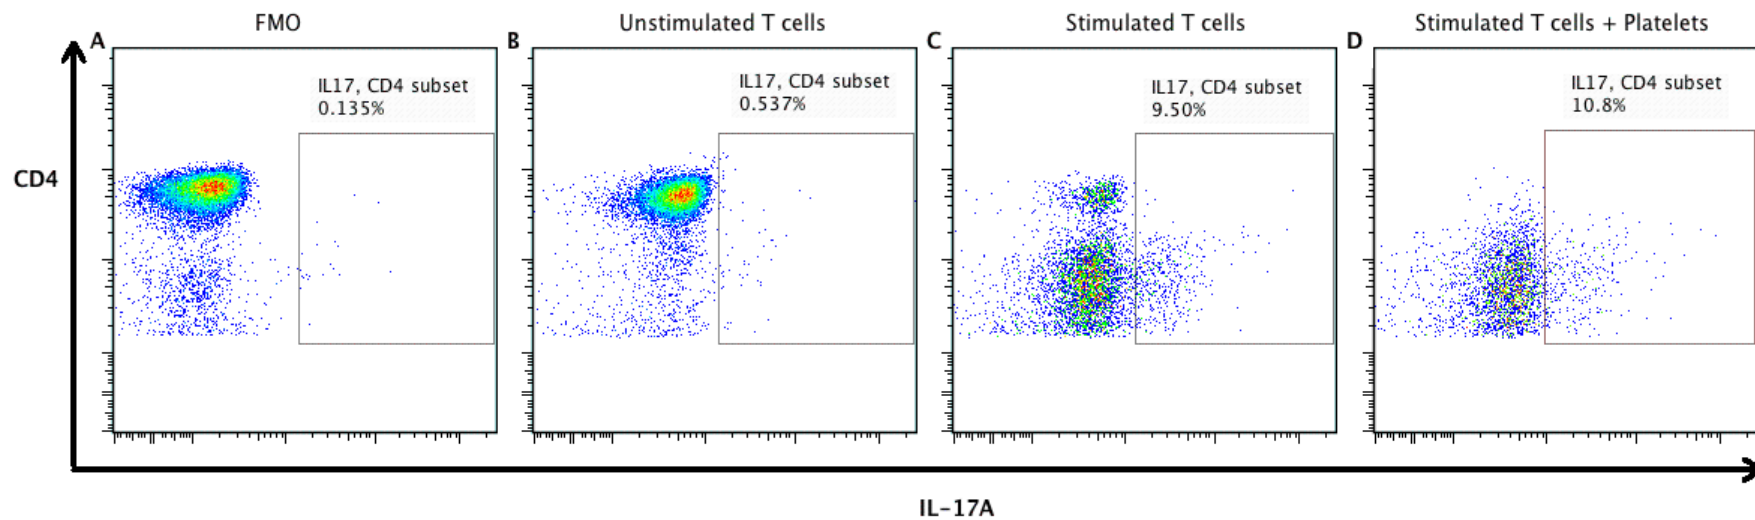 A
FMO
IL17, CD4 subset
0.135%
B
Unstimulated T cells
IL17, CD4 subset
0.537%
C
Stimulated T cells
IL17, CD4 subset
9.50%
D
Stimulated T cells + Platelets
IL17, CD4 subset
10.8%
CD4
IL-17A